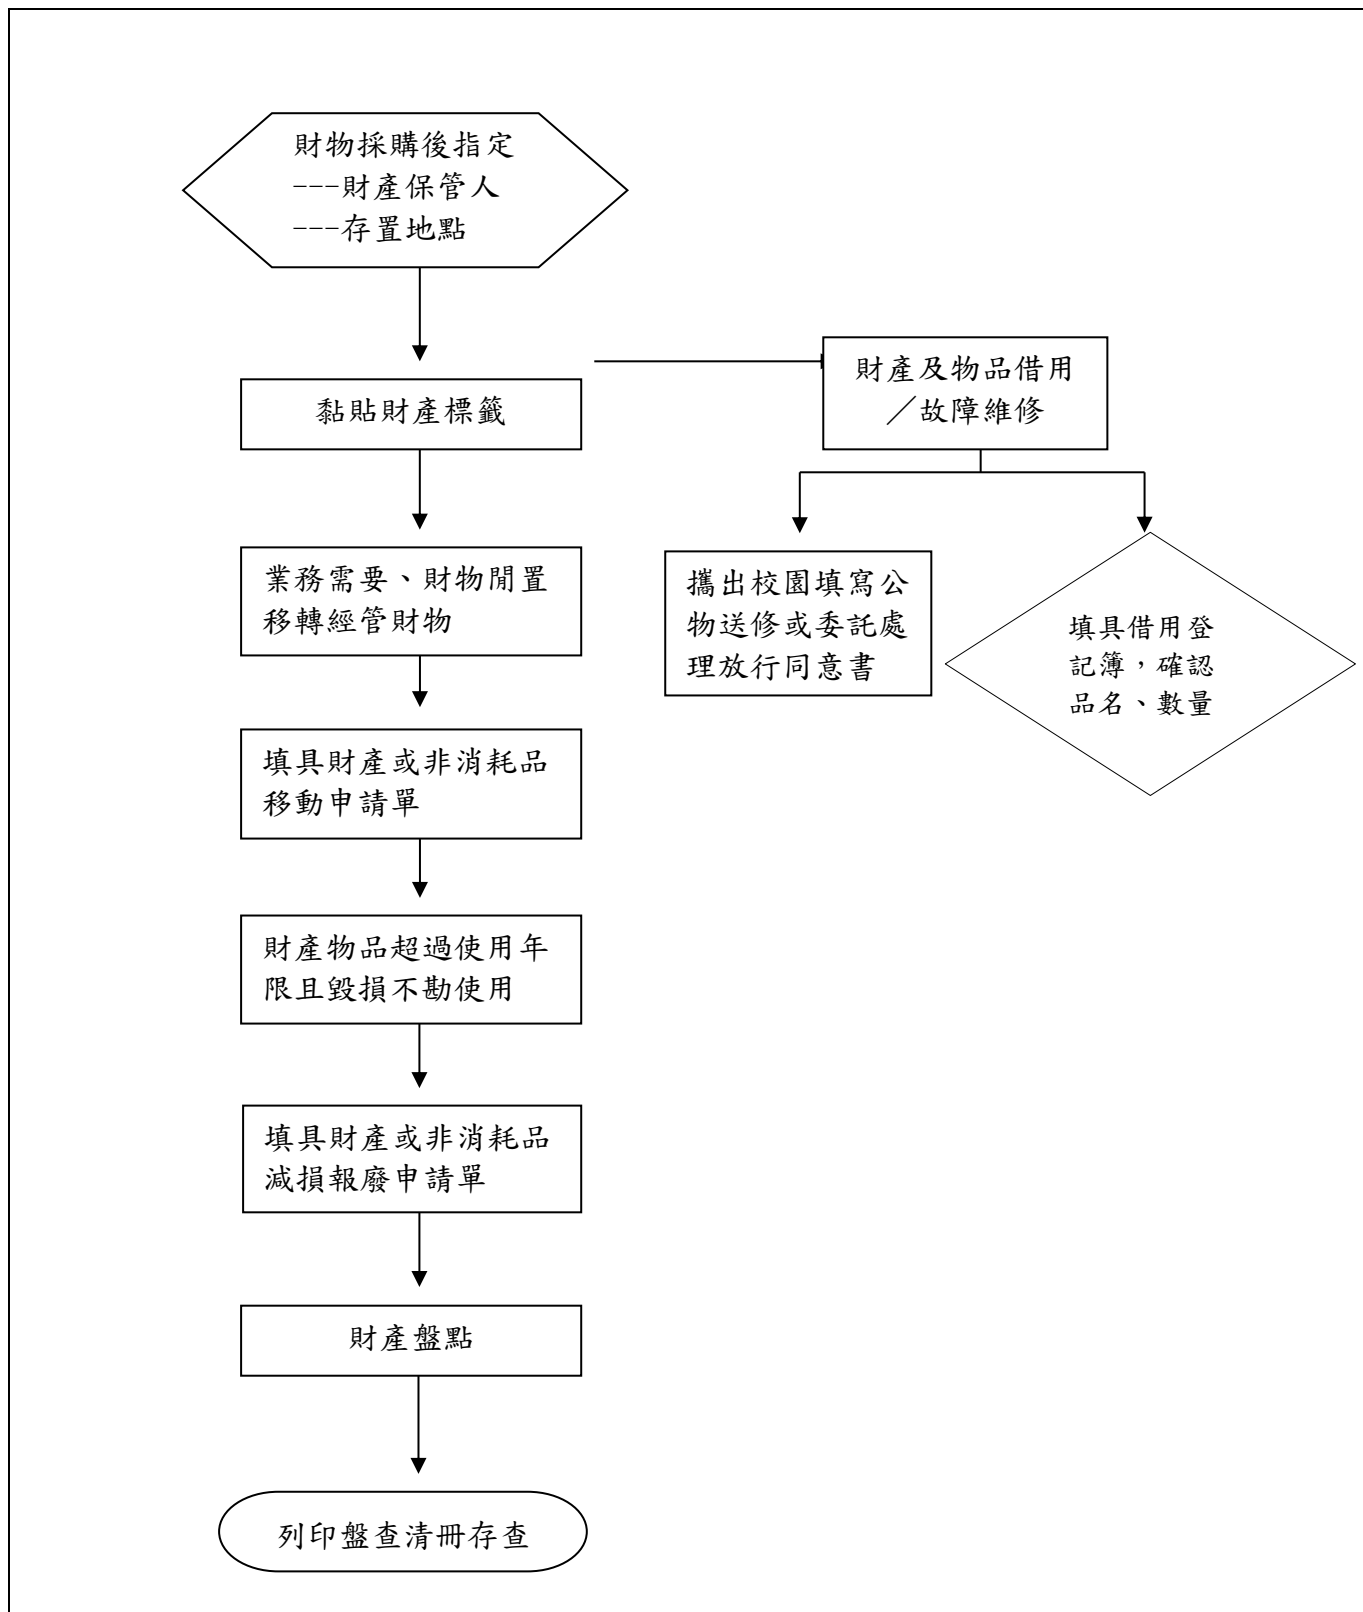 財物採購後指定
---財產保管人
---存置地點
黏貼財產標籤
財產及物品借用
／故障維修
業務需要、財物閒置
移轉經管財物
攜出校園填寫公
物送修或委託處
理放行同意書
填具借用登
記簿，確認
品名、數量
填具財產或非消耗品
移動申請單
財產物品超過使用年
限且毀損不勘使用
填具財產或非消耗品
減損報廢申請單
財產盤點
列印盤查清冊存查